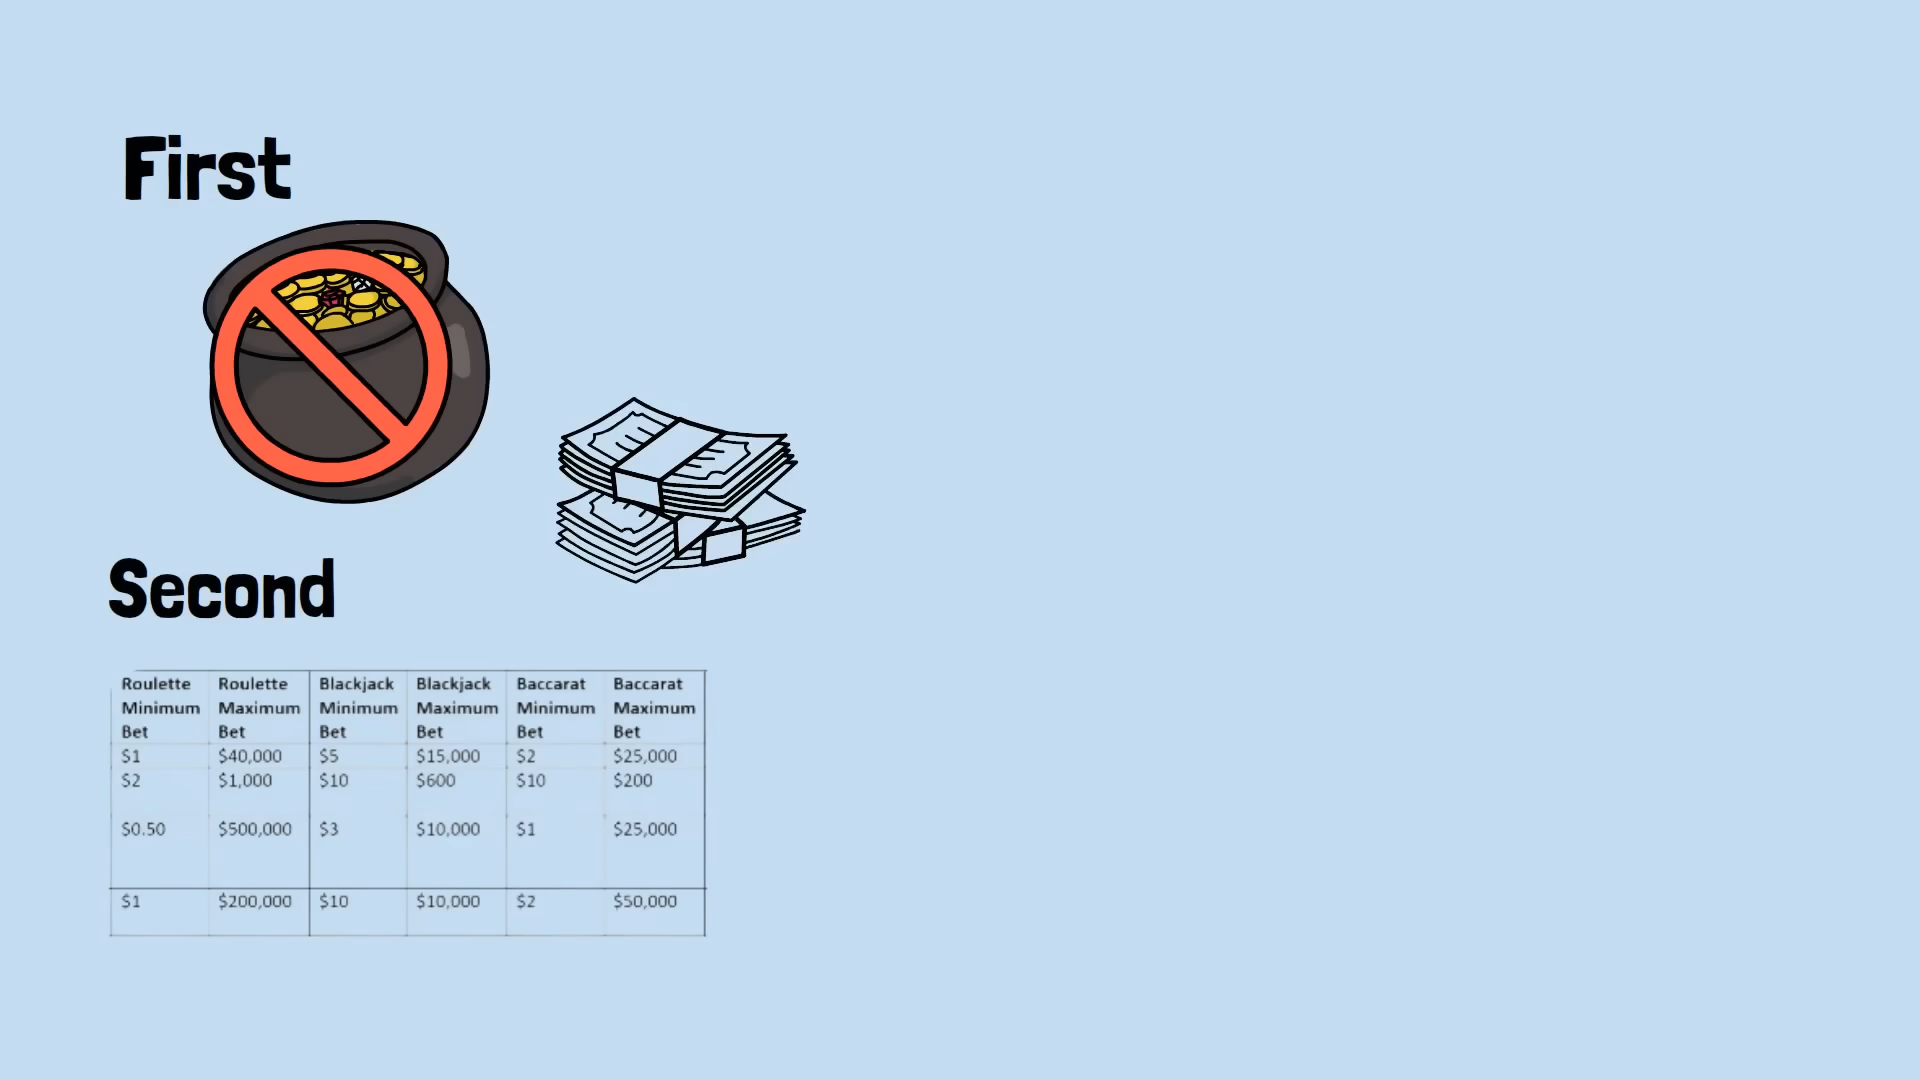 First
Second
Roulette Minimum Bet Roulette Maximum Bet Blackjack Minimum Bet Blackjack Maximum Bet Baccarat Minimum Bet Baccarat Maximum Bet
$1 $40,000 $5 $15,000 $2 $25,000
$2 $1,000 $10 $600 $10 $200
$0.50 $500,000 $3 $10,000 $1 $25,000
$1 $200,000 $10 $10,000 $2 $50,000